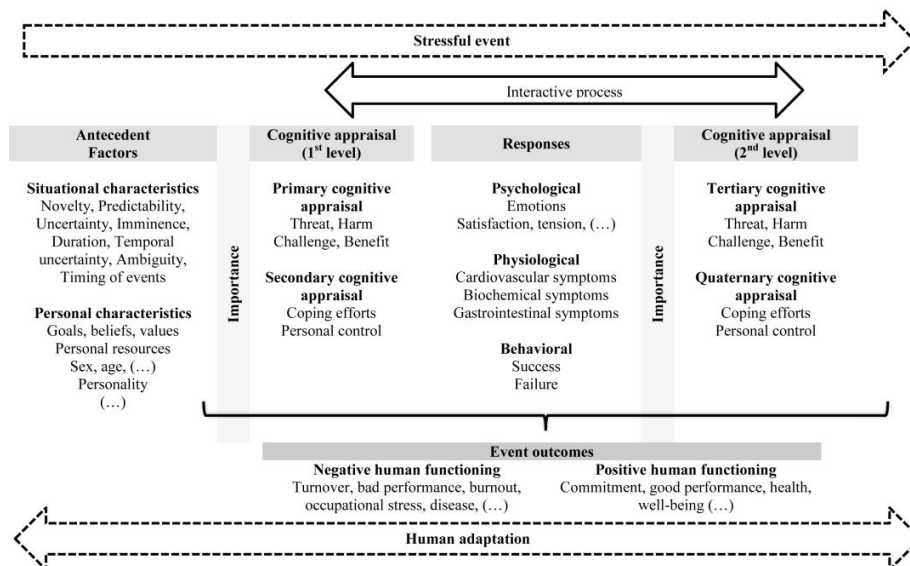 Stressful event
Interactive process
Antecedent
Factors
Situational characteristics
Novelty, Predictability,
Uncertainty, Imminence,
Duration, Temporal
uncertainty, Ambiguity,
Timing of events
Personal characteristics
Goals, beliefs, values
Personal resources
Sex, age, (…)
Personality
(…)
Importance
Cognitive appraisal
(1st level)
Primary cognitive
appraisal
Threat, Harm
Challenge, Benefit
Secondary cognitive
appraisal
Coping efforts
Personal control
Responses
Psychological
Emotions
Satisfaction, tension, (…)
Physiological
Cardiovascular symptoms
Biochemical symptoms
Gastrointestinal symptoms
Behavioral
Success
Failure
Importance
Cognitive appraisal
(2nd level)
Tertiary cognitive
appraisal
Threat, Harm
Challenge, Benefit
Quaternary cognitive
appraisal
Coping efforts
Personal control
Event outcomes
Negative human functioning
Turnover, bad performance, burnout,
occupational stress, disease, (…)
Positive human functioning
Commitment, good performance, health,
well-being (…)
Human adaptation